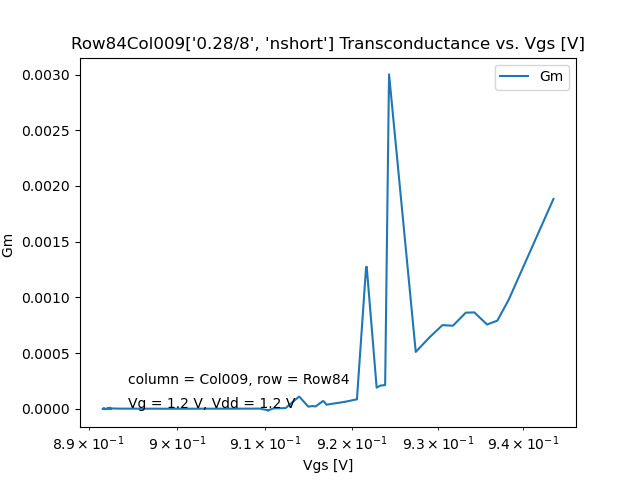 Row84Col009['0.28/8', 'nshort'] Transconductance vs. Vgs [V]
Gm
0.0030
0.0025
0.0020
0.0015
0.0010
0.0005
0.0000
Gm
column = Col009, row = Row84
Vg = 1.2 V, Vdd = 1.2 V
8.9 × 10⁻¹ 9 × 10⁻¹ 9.1 × 10⁻¹ 9.2 × 10⁻¹ 9.3 × 10⁻¹ 9.4 × 10⁻¹
Vgs [V]